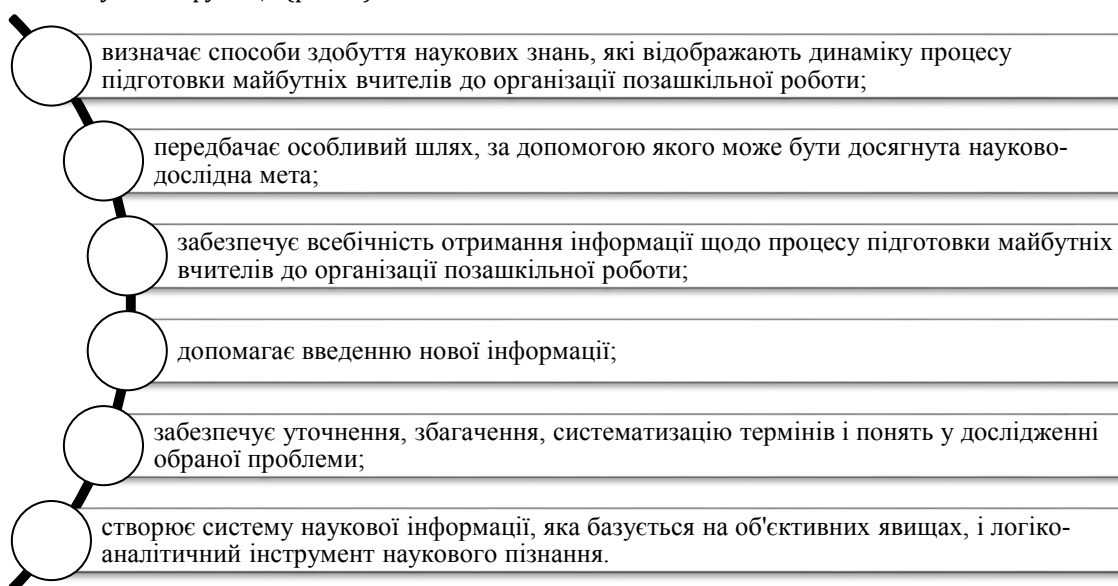 визначає способи здобуття наукових знань, які відображають динаміку процесу
підготовки майбутніх вчителів до організації позашкільної роботи;
передбачає особливий шлях, за допомогою якого може бути досягнута науково-
дослідна мета;
забезпечує всебічність отримання інформації щодо процесу підготовки майбутніх
вчителів до організації позашкільної роботи;
допомагає введенню нової інформації;
забезпечує уточнення, збагачення, систематизацію термінів і понять у дослідженні
обраної проблеми;
створює систему наукової інформації, яка базується на об'єктивних явищах, і логіко-
аналітичний інструмент наукового пізнання.